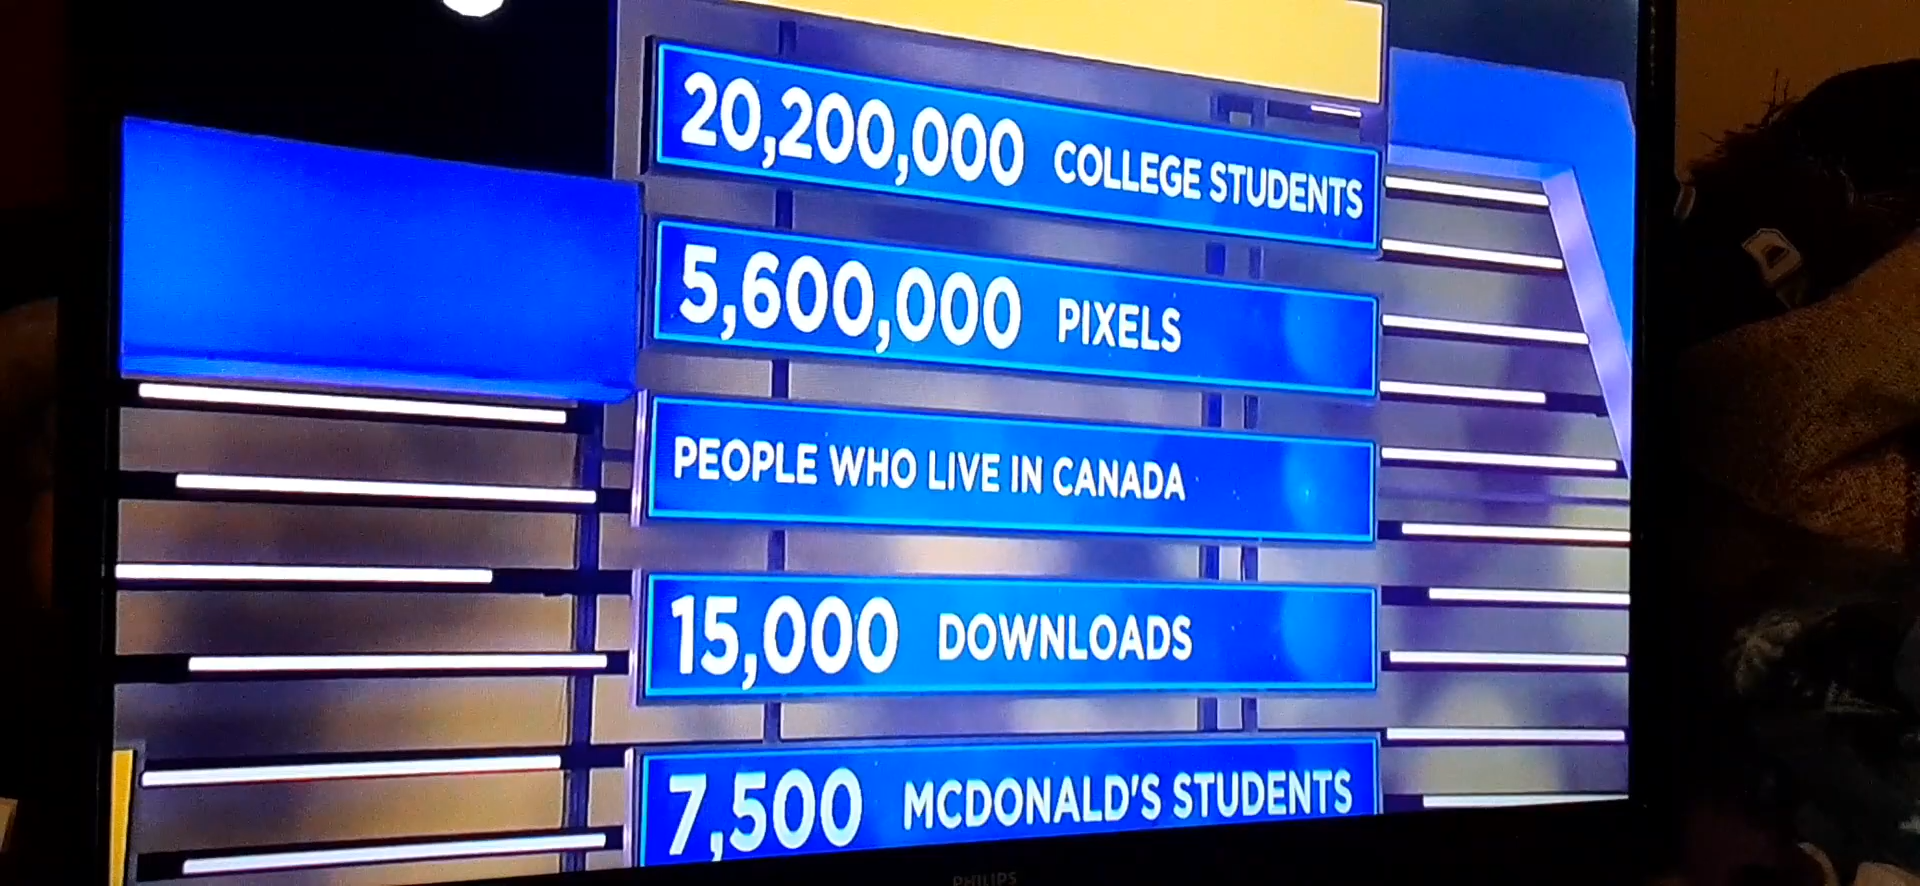 20,200,000 COLLEGE STUDENTS
5,600,000 PIXELS
PEOPLE WHO LIVE IN CANADA
15,000 DOWNLOADS
7,500 MCDONALD'S STUDENTS
PHILIPS